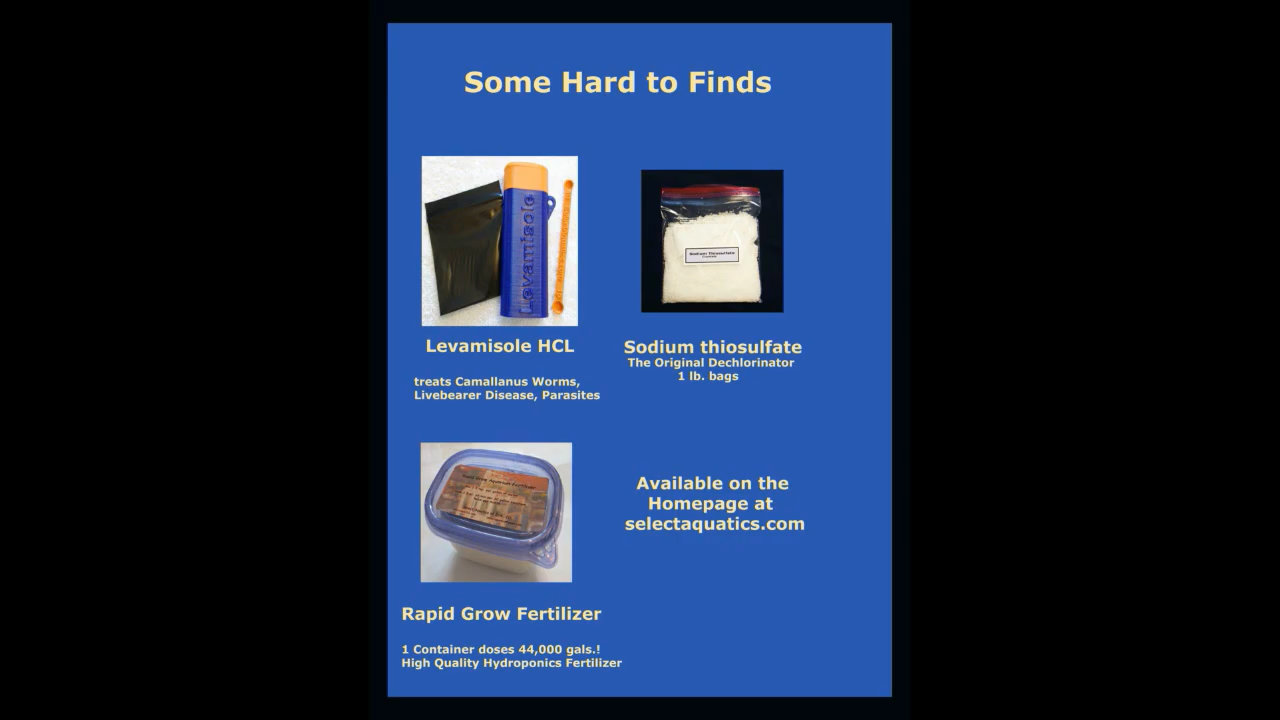 Some Hard to Finds
Levamisole
Levamisole HCL
treats Camallanus Worms,
Livebearer Disease, Parasites
Sodium Thiosulfate
Sodium thiosulfate
The Original Dechlorinator
1 lb. bags
Rapid Grow Fertilizer
1 Container doses 44,000 gals.!
High Quality Hydroponics Fertilizer
Available on the
Homepage at
selectaquatics.com